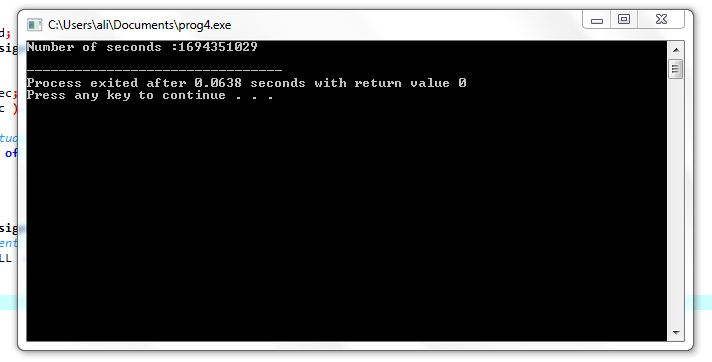 C:\Users\ali\Documents\prog4.exe
d;
sig
Number of seconds :1694351029
--------------------------------
Process exited after 0.0638 seconds with return value 0
ec;
Press any key to continue . . .
c )
tud
of
sig
ent
LL